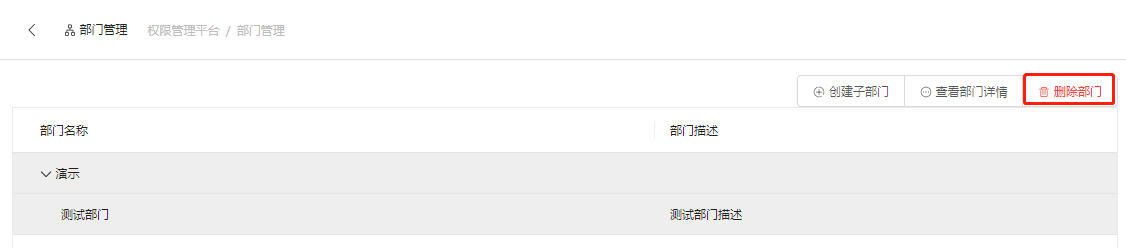 部门管理 权限管理平台 / 部门管理
创建子部门 查看部门详情 删除部门
部门名称 部门描述
演示
测试部门 测试部门描述